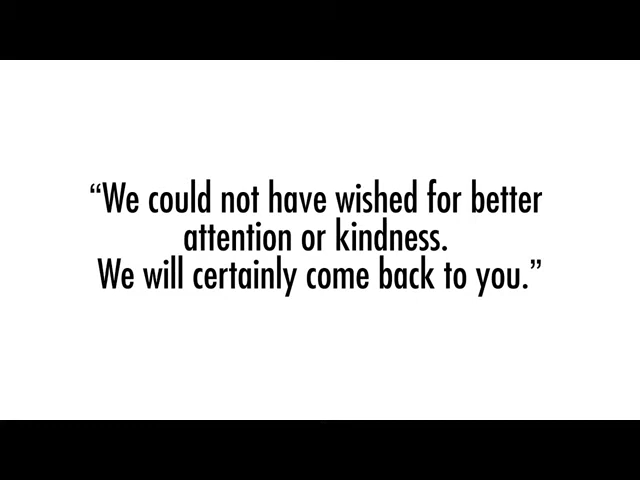 “We could not have wished for better
attention or kindness.
We will certainly come back to you.”